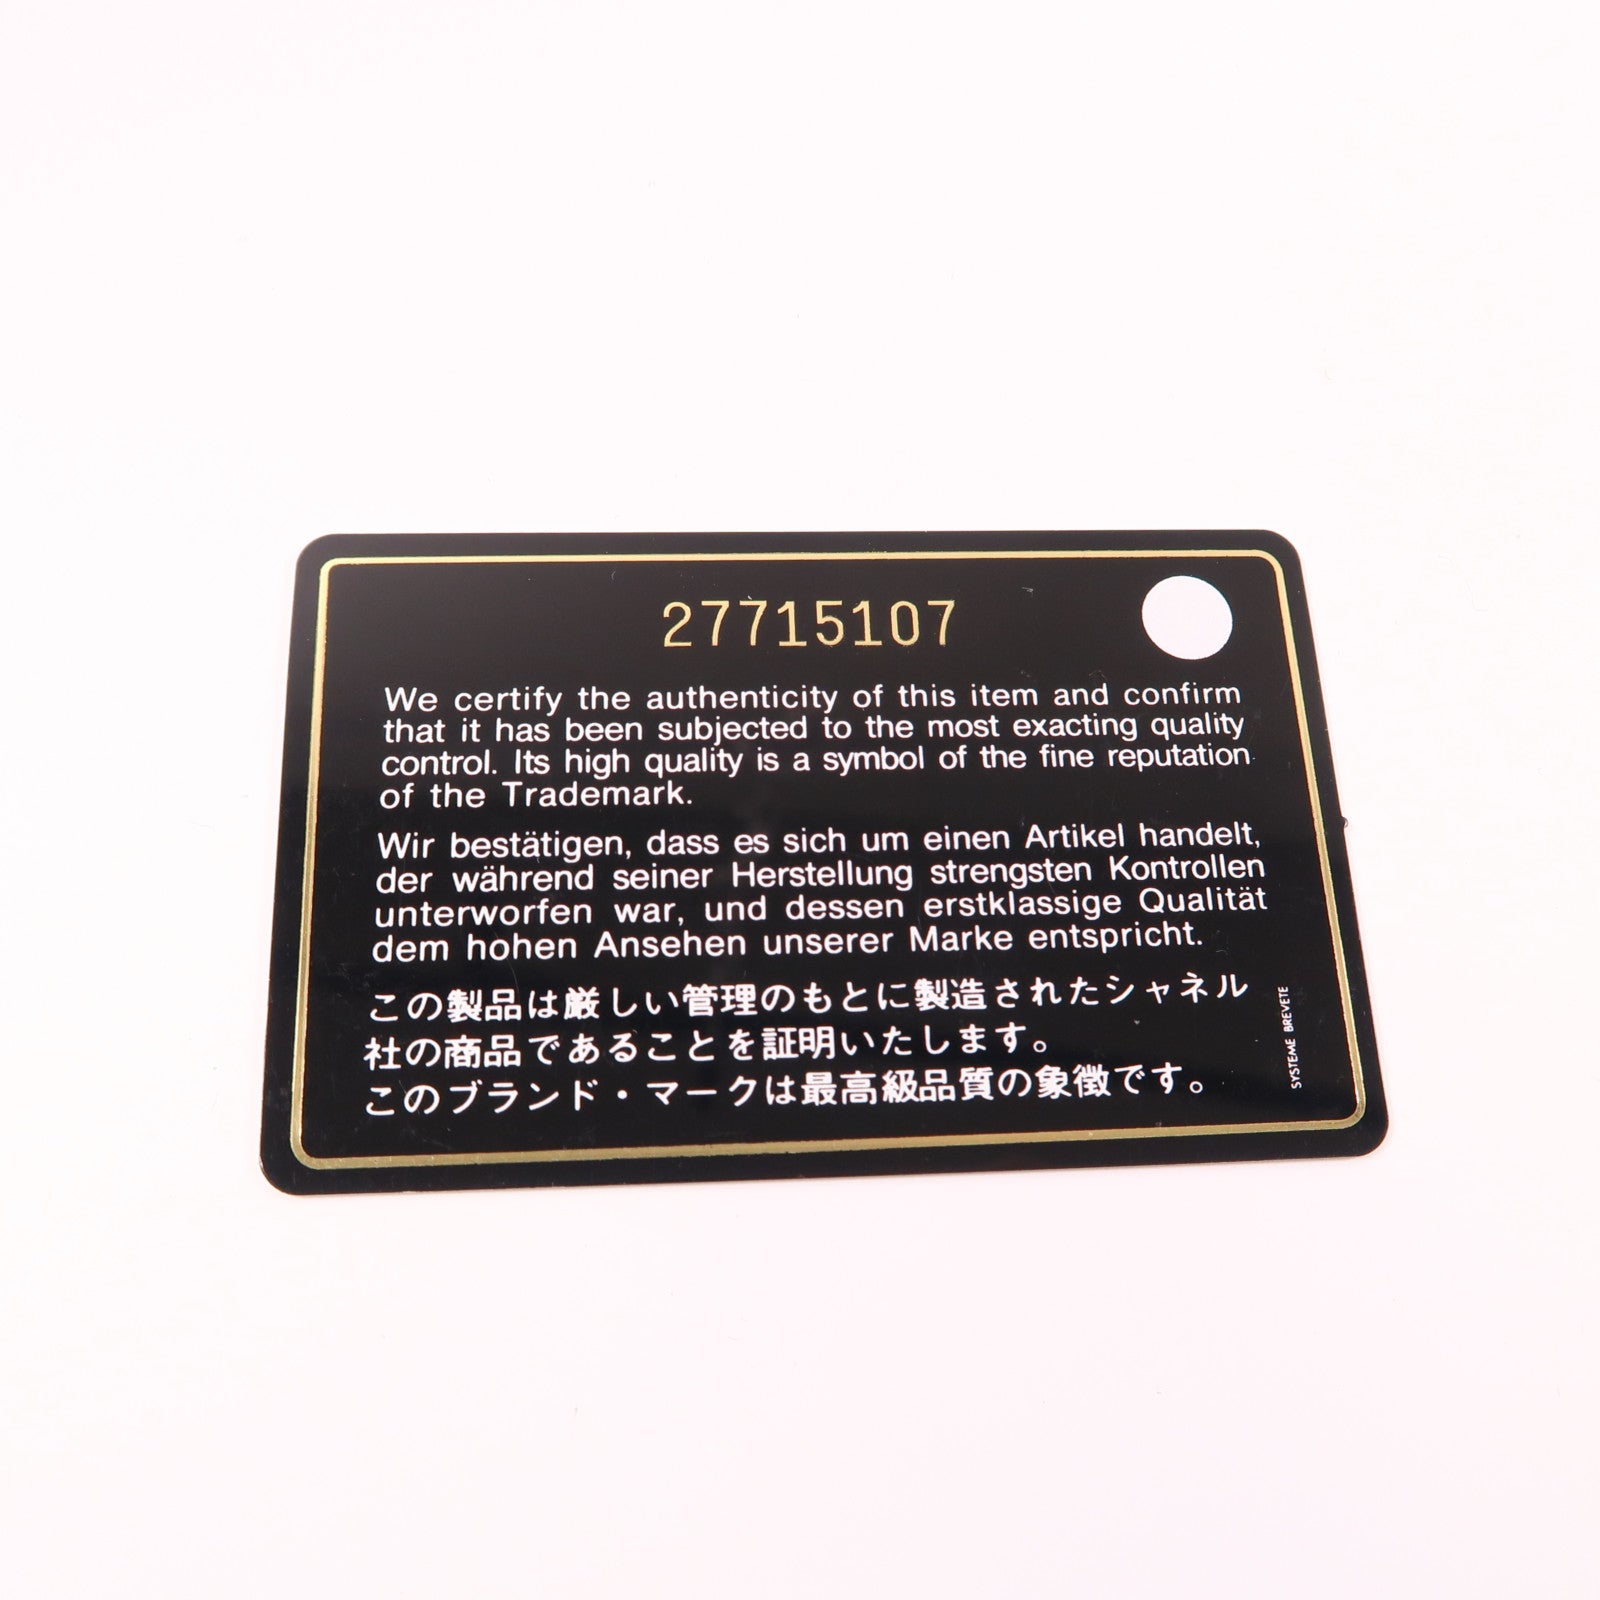 27715107
We certify the authenticity of this item and confirm
that it has been subjected to the most exacting quality
control. Its high quality is a symbol of the fine reputation
of the Trademark.
Wir bestätigen, dass es sich um einen Artikel handelt,
der während seiner Herstellung strengsten Kontrollen
unterworfen war, und dessen erstklassige Qualität
dem hohen Ansehen unserer Marke entspricht.
この製品は厳しい管理のもとに製造されたシャネル
社の商品であることを証明いたします。
このブランド・マークは最高級品質の象徴です。
SYSTEME BREVETE